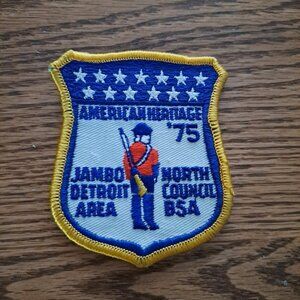 AMERICAN HERITAGE
'75
JAMBO NORTH
DETROIT COUNCIL
AREA BSA